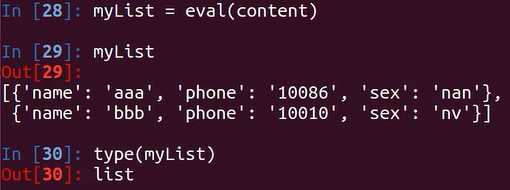 In [28]: myList = eval(content)
In [29]: myList
Out[29]:
[{'name': 'aaa', 'phone': '10086', 'sex': 'nan'},
 {'name': 'bbb', 'phone': '10010', 'sex': 'nv'}]
In [30]: type(myList)
Out[30]: list